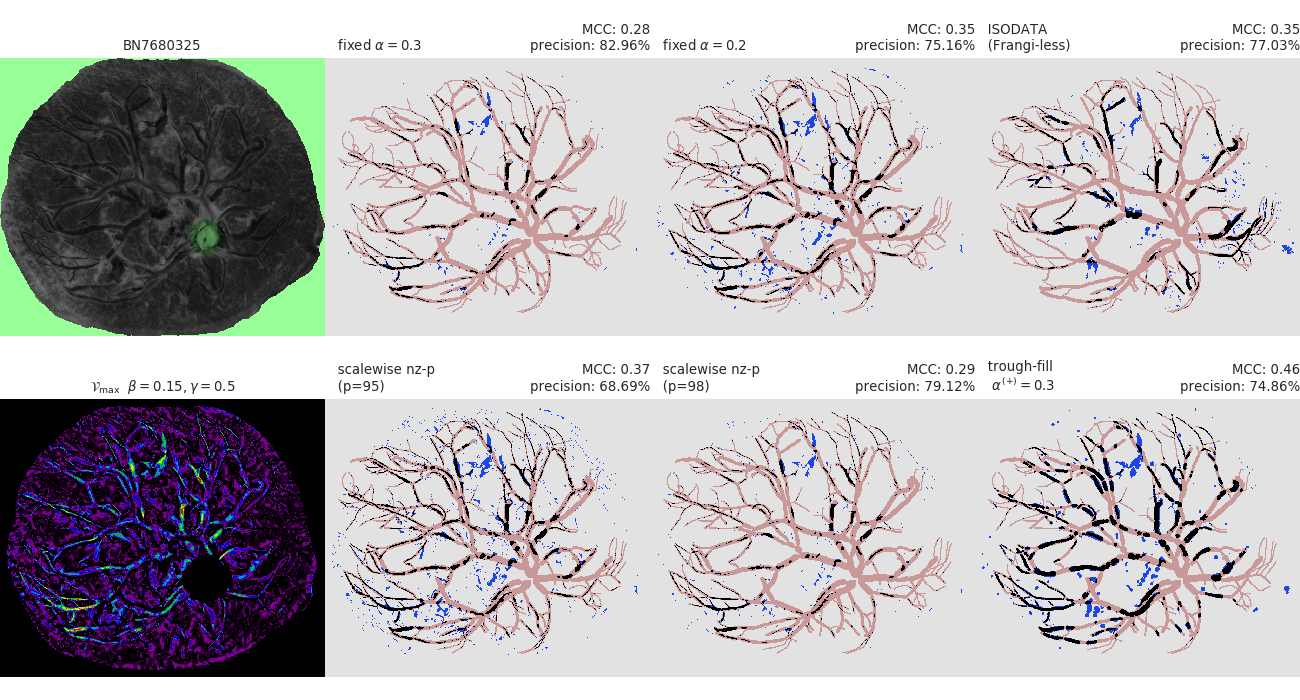 BN7680325
fixed α = 0.3
MCC: 0.28
precision: 82.96%
fixed α = 0.2
MCC: 0.35
precision: 75.16%
ISODATA
(Frangi-less)
MCC: 0.35
precision: 77.03%
𝒱max β = 0.15, γ = 0.5
scalewise nz-p
(p=95)
MCC: 0.37
precision: 68.69%
scalewise nz-p
(p=98)
MCC: 0.29
precision: 79.12%
trough-fill
α(+) = 0.3
MCC: 0.46
precision: 74.86%